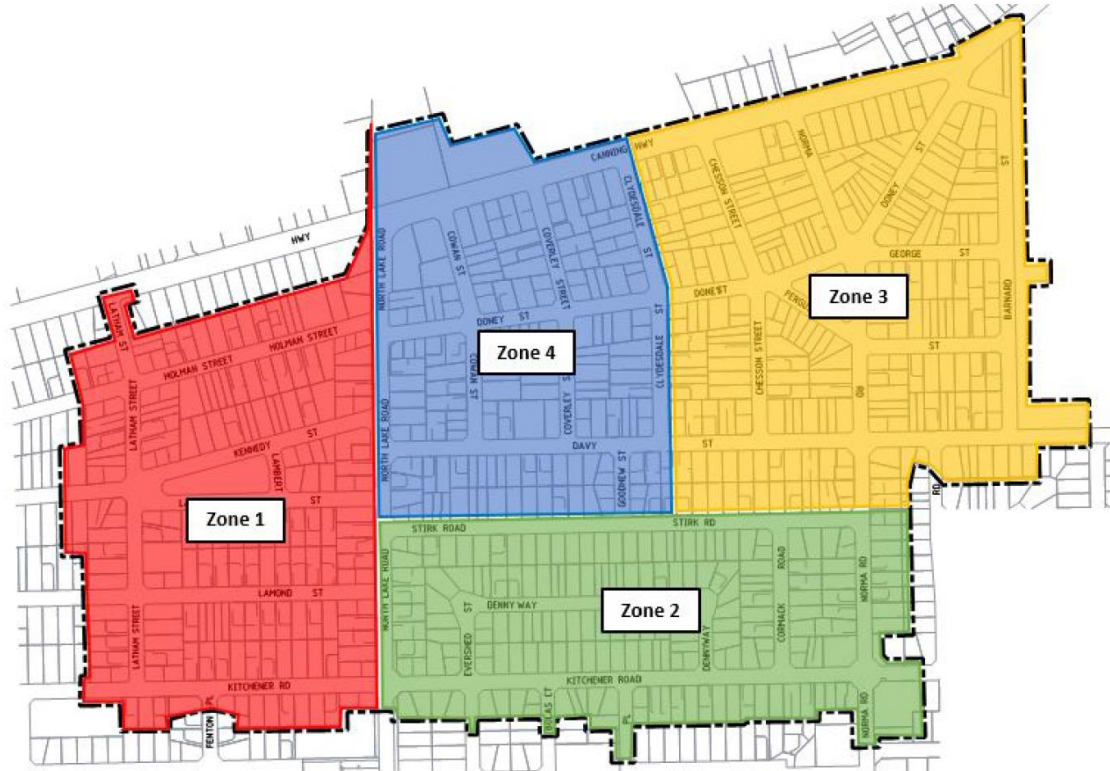 CANNING HWY
NORMA
CHESSON STREET
DONEY ST
CLYDESDALE ST
ST
HWY
NORTH LAKE ROAD
COWAN ST
COVERLEY STREET
GEORGE ST
LATHAM ST
DONEY ST
Zone 3
BARNARD
HOLMAN STREET
HOLMAN STREET
Zone 4
CLYDESDALE ST
CHESSON STREET
ST
RD
LATHAM STREET
COWAN ST
COVERLEY
KENNEDY ST
LAMBERT
NORTH LAKE ROAD
DAVY
ST
GOODHEW ST
RD
ST
Zone 1
STIRK ROAD
STIRK RD
NORTH LAKE ROAD
ROAD
NORMA RD
LAMOND ST
DENNY WAY
Zone 2
LATHAM STREET
EVERSHED ST
DENNYWAY
CORMACK
KITCHENER RD
KITCHENER ROAD
FENTON PL
PL
NORMA RD